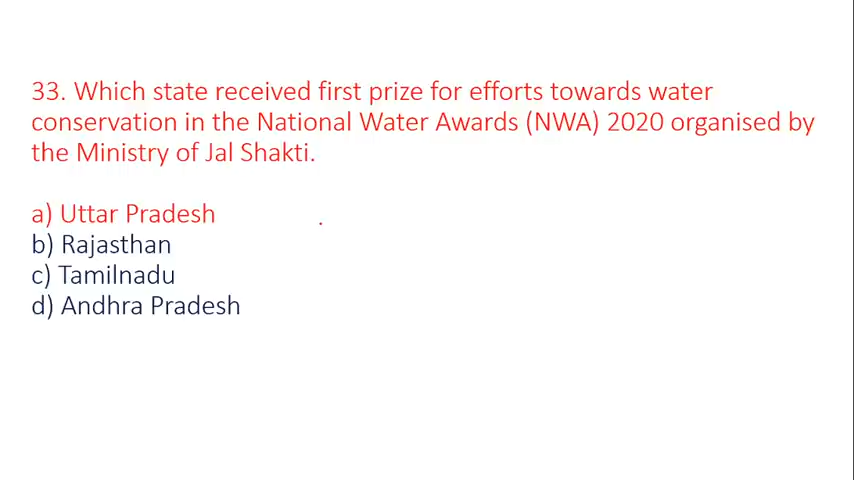 33. Which state received first prize for efforts towards water
conservation in the National Water Awards (NWA) 2020 organised by
the Ministry of Jal Shakti.
a) Uttar Pradesh
b) Rajasthan
c) Tamilnadu
d) Andhra Pradesh